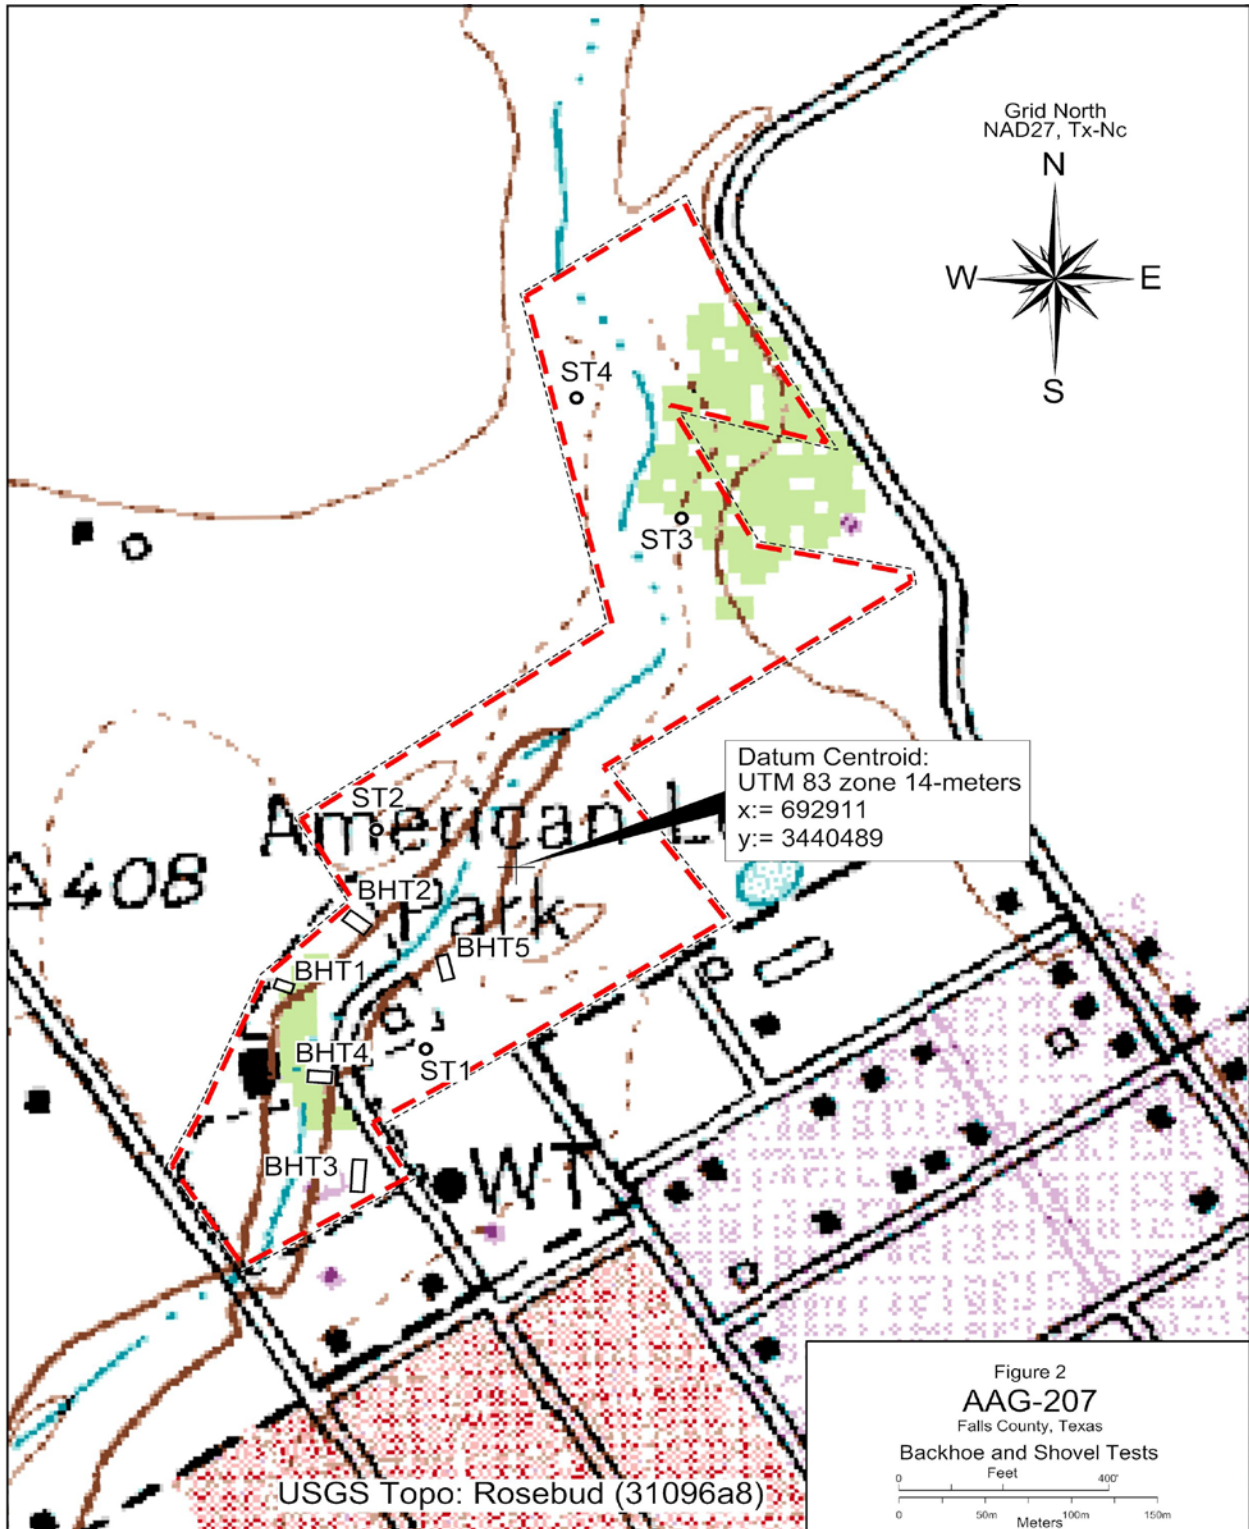 Grid North
NAD27, Tx-Nc
N
W
E
S
ST4
ST3
Datum Centroid:
UTM 83 zone 14-meters
x:= 692911
y:= 3440489
ST2
American L
408
BHT2
Park
BHT5
BHT1
BHT4
ST1
BHT3
WT
Figure 2
AAG-207
Falls County, Texas
Backhoe and Shovel Tests
Feet
0 400'
0 50m 100m 150m
Meters
USGS Topo: Rosebud (31096a8)